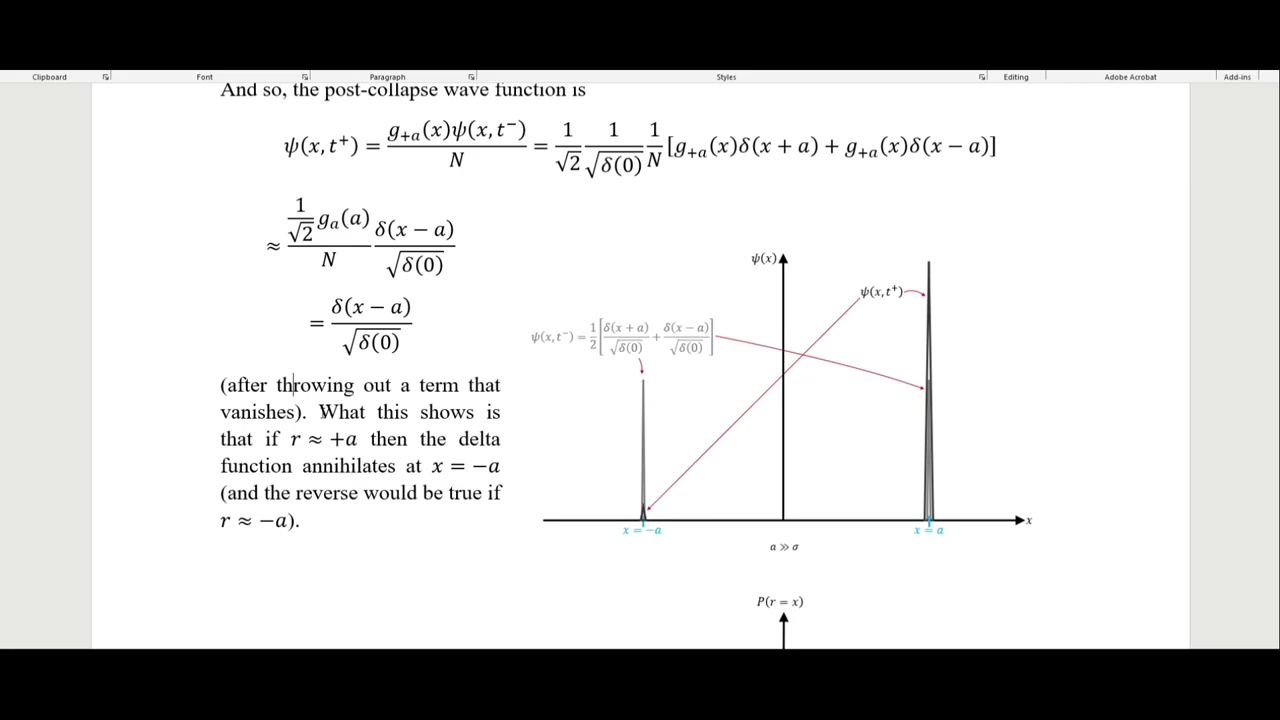 Clipboard Font Paragraph Styles Editing Adobe Acrobat Add-ins
And so, the post-collapse wave function is
ψ(x, t⁺) = g₊ₐ(x)ψ(x, t⁻) / N = 1/√2 1/√δ(0) 1/N [g₊ₐ(x)δ(x + a) + g₊ₐ(x)δ(x − a)]
≈ 1/√2 gₐ(a) / N δ(x − a) / √δ(0)
= δ(x − a) / √δ(0)
(after throwing out a term that
vanishes). What this shows is
that if r ≈ +a then the delta
function annihilates at x = −a
(and the reverse would be true if
r ≈ −a).
ψ(x)
ψ(x, t⁺)
ψ(x, t⁻) = 1/2 [δ(x + a)/√δ(0) + δ(x − a)/√δ(0)]
x
x = −a
x = a
a ≫ σ
P(r = x)